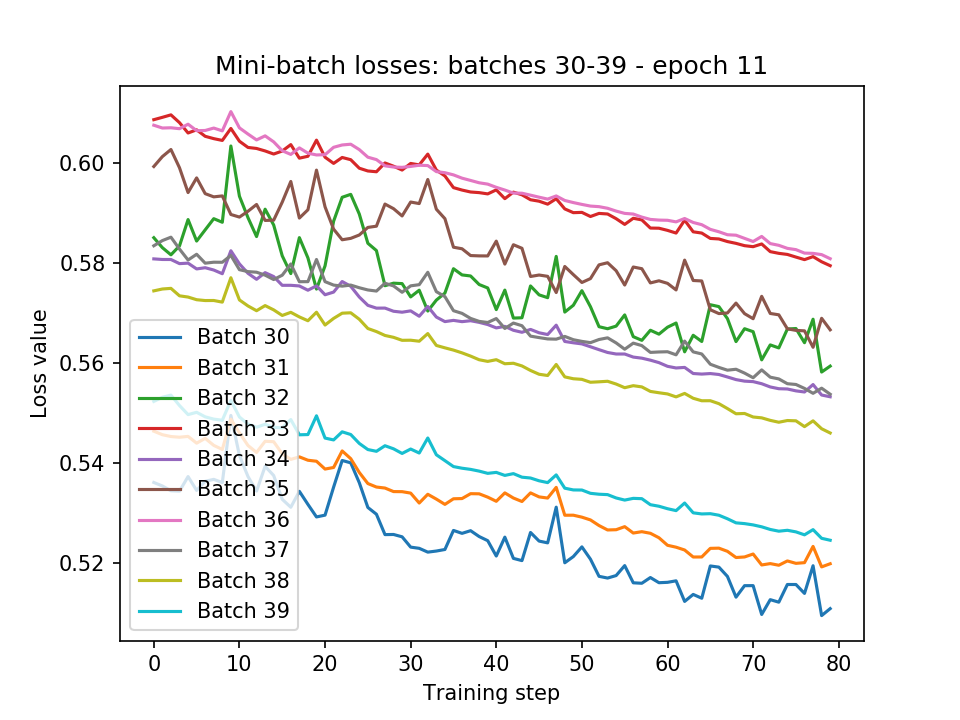 Mini-batch losses: batches 30-39 - epoch 11
0.60
0.58
0.56
0.54
0.52
Loss value
Batch 30
Batch 31
Batch 32
Batch 33
Batch 34
Batch 35
Batch 36
Batch 37
Batch 38
Batch 39
0 10 20 30 40 50 60 70 80
Training step